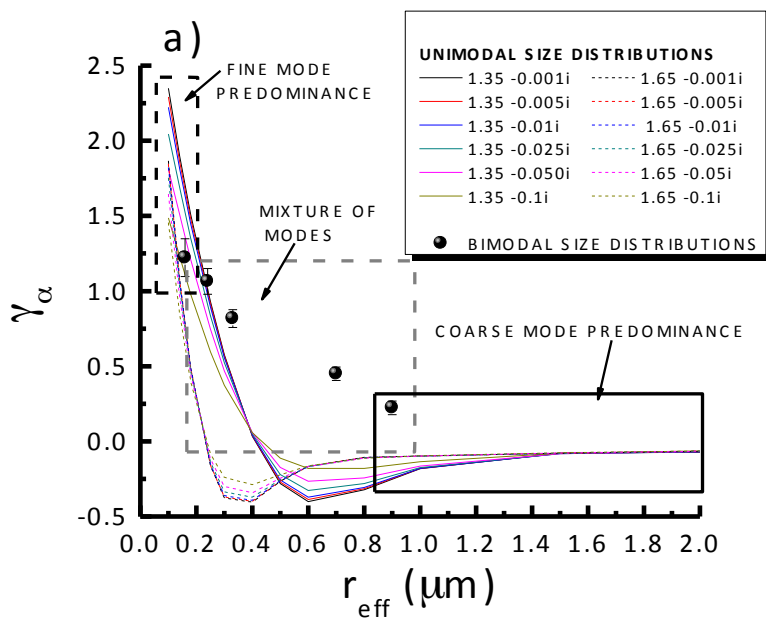 a)
FINE MODE
PREDOMINANCE
MIXTURE OF
MODES
COARSE MODE PREDOMINANCE
UNIMODAL SIZE DISTRIBUTIONS
1.35 -0.001i 1.65 -0.001i
1.35 -0.005i 1.65 -0.005i
1.35 -0.01i 1.65 -0.01i
1.35 -0.025i 1.65 -0.025i
1.35 -0.050i 1.65 -0.05i
1.35 -0.1i 1.65 -0.1i
BIMODAL SIZE DISTRIBUTIONS
γα
2.5
2.0
1.5
1.0
0.5
0.0
-0.5
0.0 0.2 0.4 0.6 0.8 1.0 1.2 1.4 1.6 1.8 2.0
reff (μm)